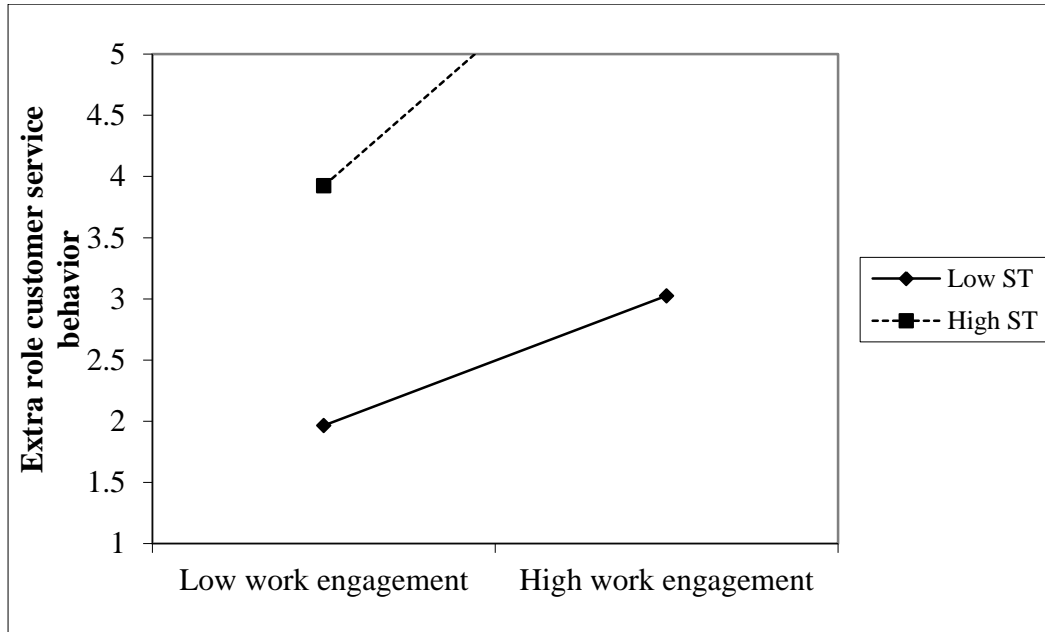 Extra role customer service
behavior
5
4.5
4
3.5
3
2.5
2
1.5
1
Low work engagement
High work engagement
Low ST
High ST